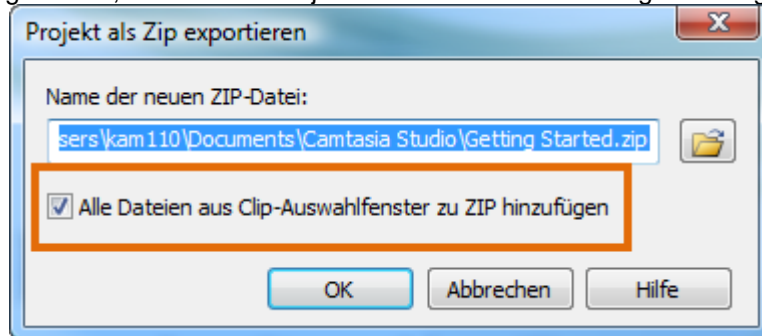 Projekt als Zip exportieren
Name der neuen ZIP-Datei:
sers\kam110\Documents\Camtasia Studio\Getting Started.zip
Alle Dateien aus Clip-Auswahlfenster zu ZIP hinzufügen
OK Abbrechen Hilfe